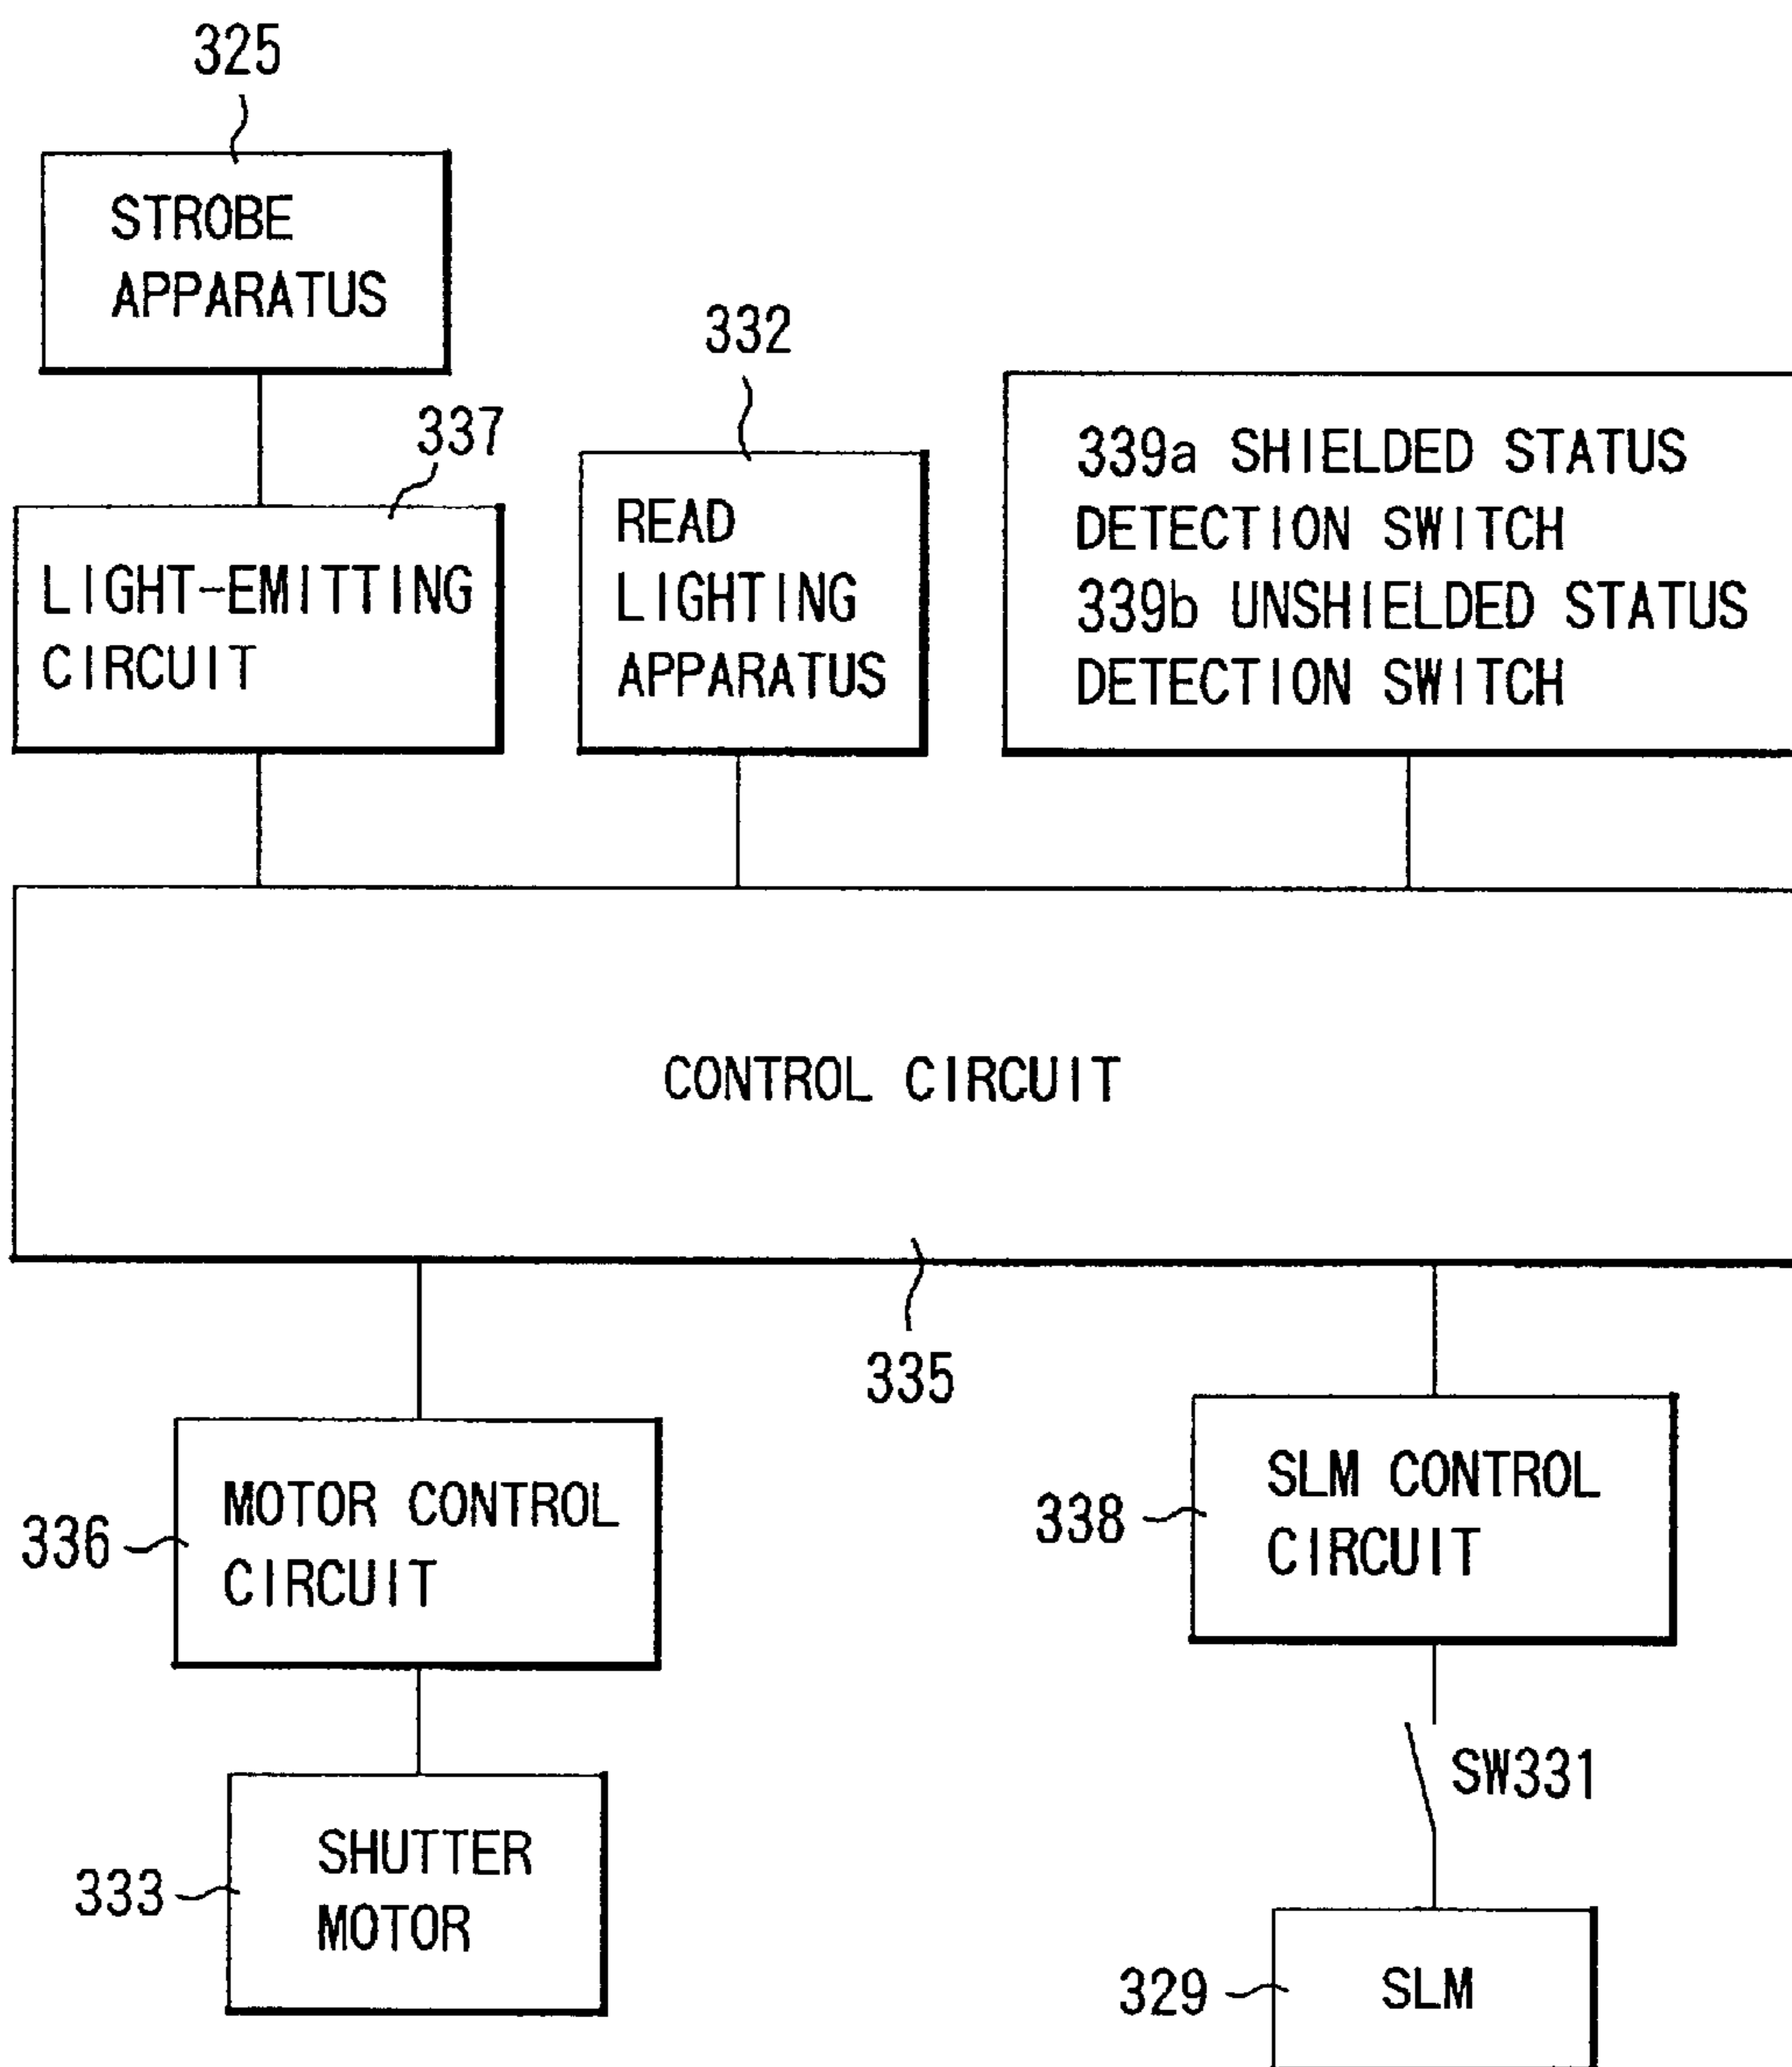 325
STROBE
APPARATUS
332
337
339a SHIELDED STATUS
DETECTION SWITCH
339b UNSHIELDED STATUS
DETECTION SWITCH
READ
LIGHTING
APPARATUS
LIGHT-EMITTING
CIRCUIT
CONTROL CIRCUIT
335
MOTOR CONTROL
CIRCUIT
336
SLM CONTROL
CIRCUIT
338
SW331
SHUTTER
MOTOR
333
329
SLM